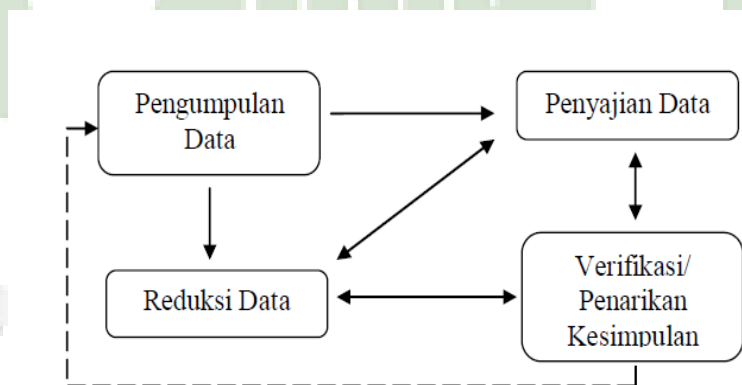 Pengumpulan
Data
Penyajian Data
Reduksi Data
Verifikasi/
Penarikan
Kesimpulan